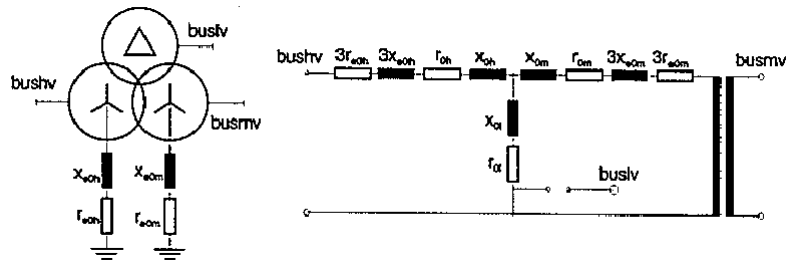 buslv
bushv
busmv
x_e0h x_e0m
r_e0h r_e0m
bushv 3r_e0h 3x_e0h r_0h x_0h x_0m r_0m 3x_e0m 3r_e0m busmv
x_0l
r_0l
buslv